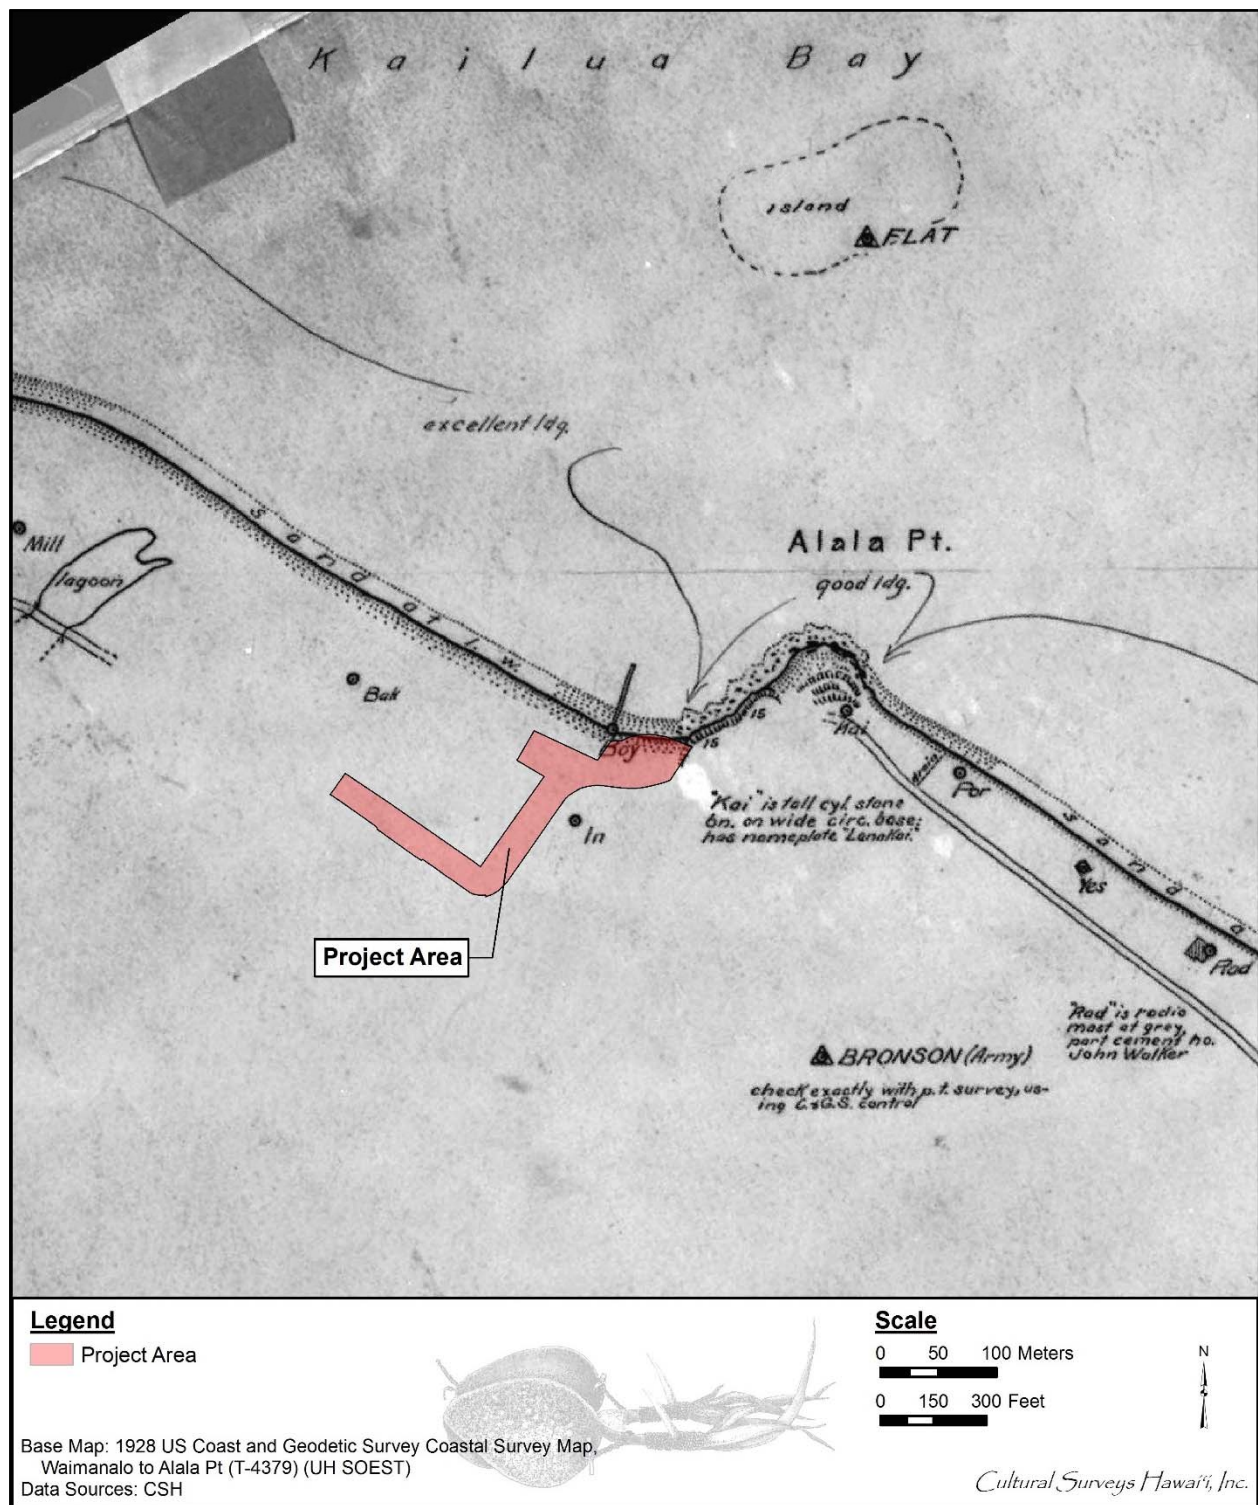 Kailua Bay
island
FLAT
excellent ldg.
Alala Pt.
good ldg.
sand at l.w.
Mill
lagoon
Bak
Boy
15
15
Kai
drain
Por
In
"Kai" is tall cyl. stone
bn. on wide circ. base;
has nameplate "Lanakai."
sand a
Yes
Rad
Project Area
"Rad" is radio
mast at grey,
part cement ho.
John Walker
BRONSON (Army)
check exactly with p.t. survey, us-
ing C.&G.S. control
Legend
Project Area
Base Map: 1928 US Coast and Geodetic Survey Coastal Survey Map,
Waimanalo to Alala Pt (T-4379) (UH SOEST)
Data Sources: CSH
Scale
0 50 100 Meters
0 150 300 Feet
N
Cultural Surveys Hawai‘i, Inc.